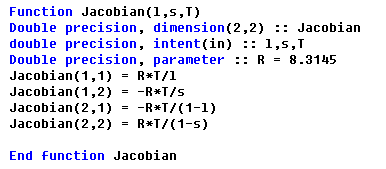 Function Jacobian(l,s,T)
Double precision, dimension(2,2) :: Jacobian
double precision, intent(in) :: l,s,T
Double precision, parameter :: R = 8.3145
Jacobian(1,1) = R*T/l
Jacobian(1,2) = -R*T/s
Jacobian(2,1) = -R*T/(1-l)
Jacobian(2,2) = R*T/(1-s)
End function Jacobian